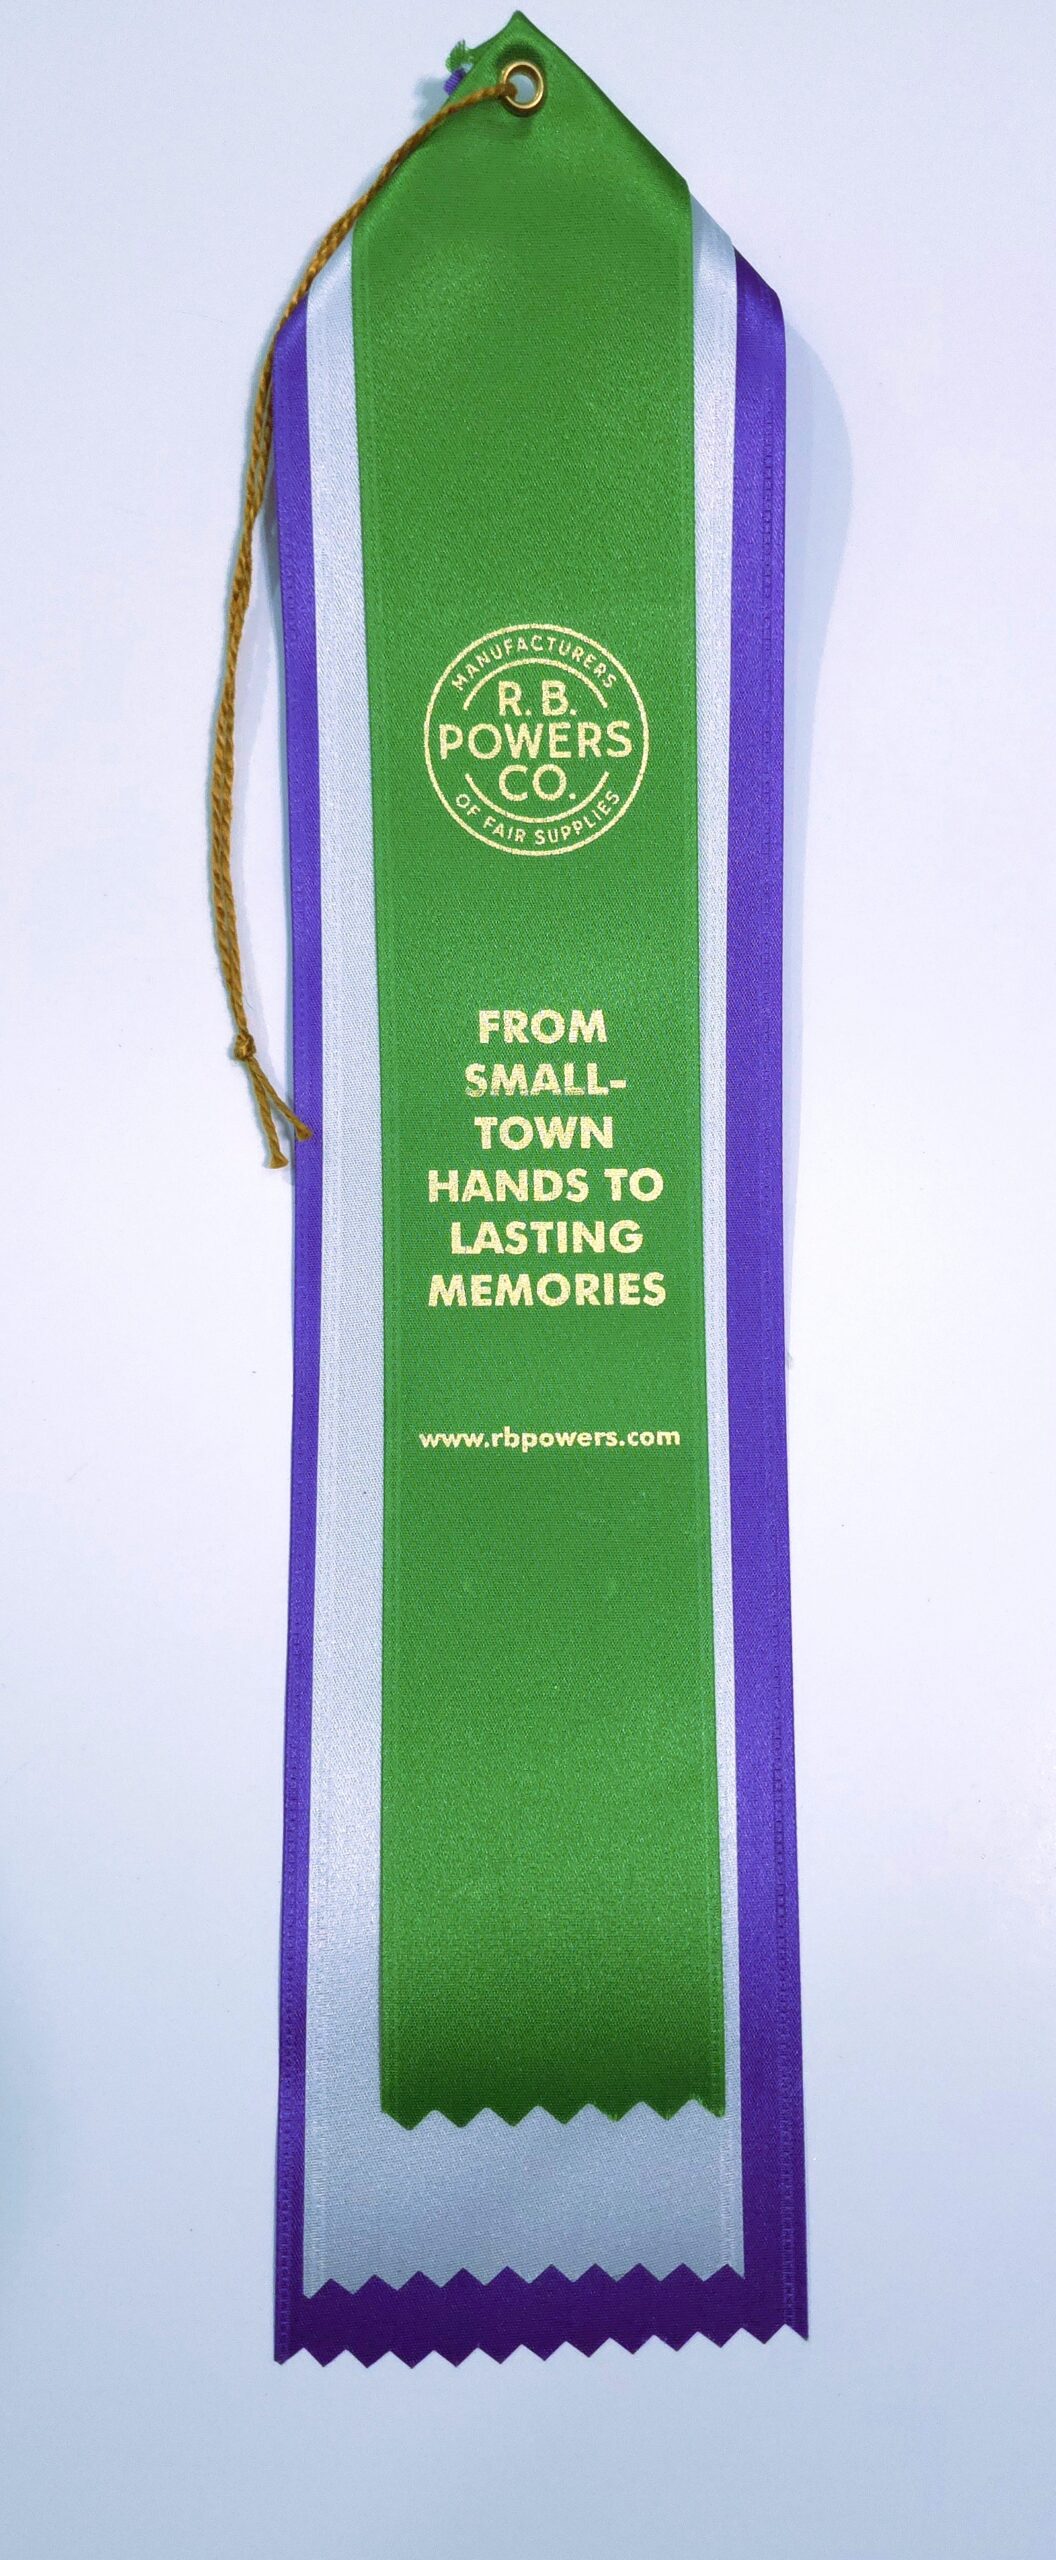 MANUFACTURERS
R. B.
POWERS
CO.
OF FAIR SUPPLIES
FROM
SMALL-
TOWN
HANDS TO
LASTING
MEMORIES
www.rbpowers.com